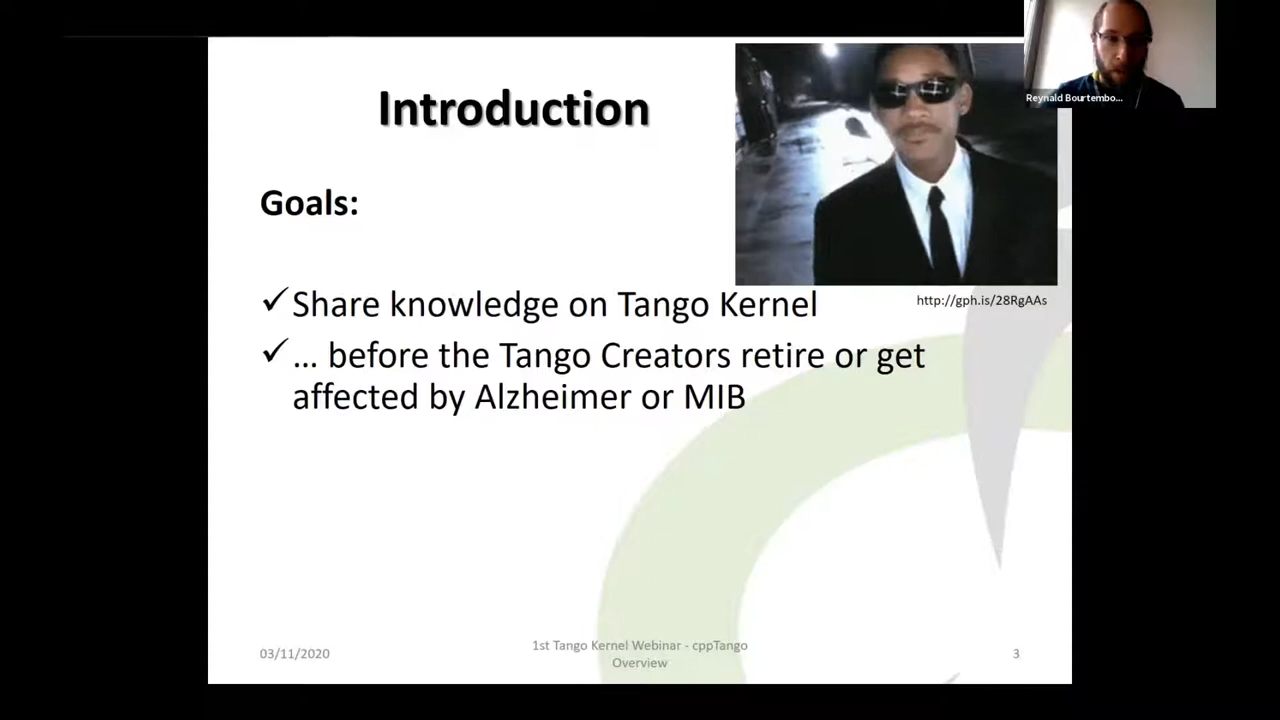 Introduction
Reynald Bourtembo...
Goals:
http://gph.is/28RgAAs
✓Share knowledge on Tango Kernel
✓... before the Tango Creators retire or get
affected by Alzheimer or MIB
03/11/2020
1st Tango Kernel Webinar - cppTango
Overview
3